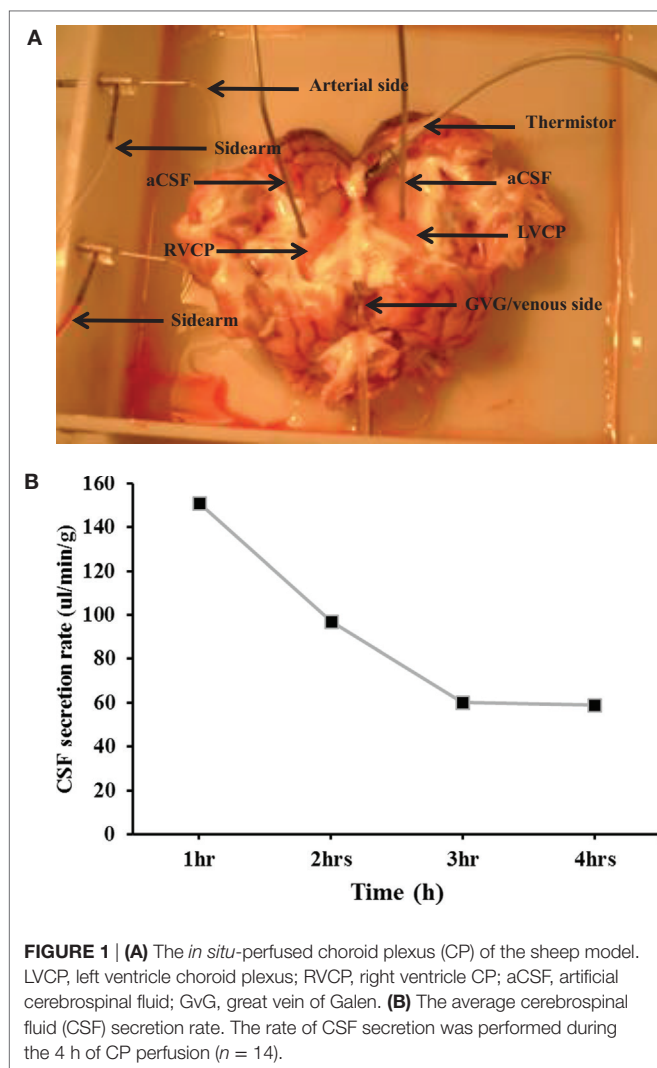 A
Arterial side
Thermistor
Sidearm
aCSF
aCSF
RVCP
LVCP
GVG/venous side
Sidearm
B
CSF secretion rate (ul/min/g)
160
140
120
100
80
60
40
20
0
1hr 2hrs 3hr 4hrs
Time (h)
FIGURE 1 | (A) The in situ-perfused choroid plexus (CP) of the sheep model.
LVCP, left ventricle choroid plexus; RVCP, right ventricle CP; aCSF, artificial
cerebrospinal fluid; GvG, great vein of Galen. (B) The average cerebrospinal
fluid (CSF) secretion rate. The rate of CSF secretion was performed during
the 4 h of CP perfusion (n = 14).